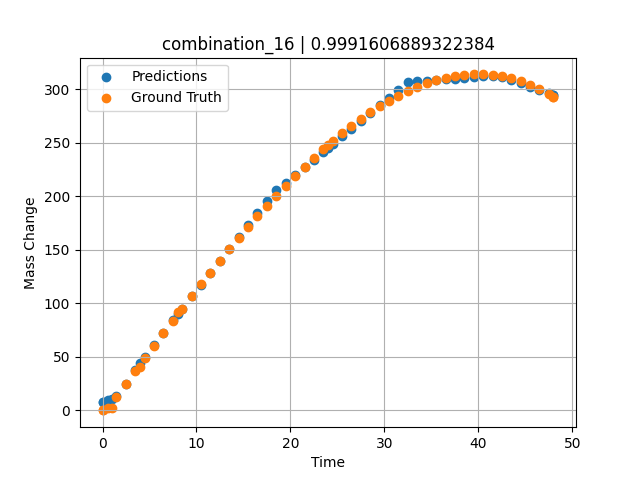 combination_16 | 0.9991606889322384
Predictions
Ground Truth
Mass Change
300
250
200
150
100
50
0
0 10 20 30 40 50
Time